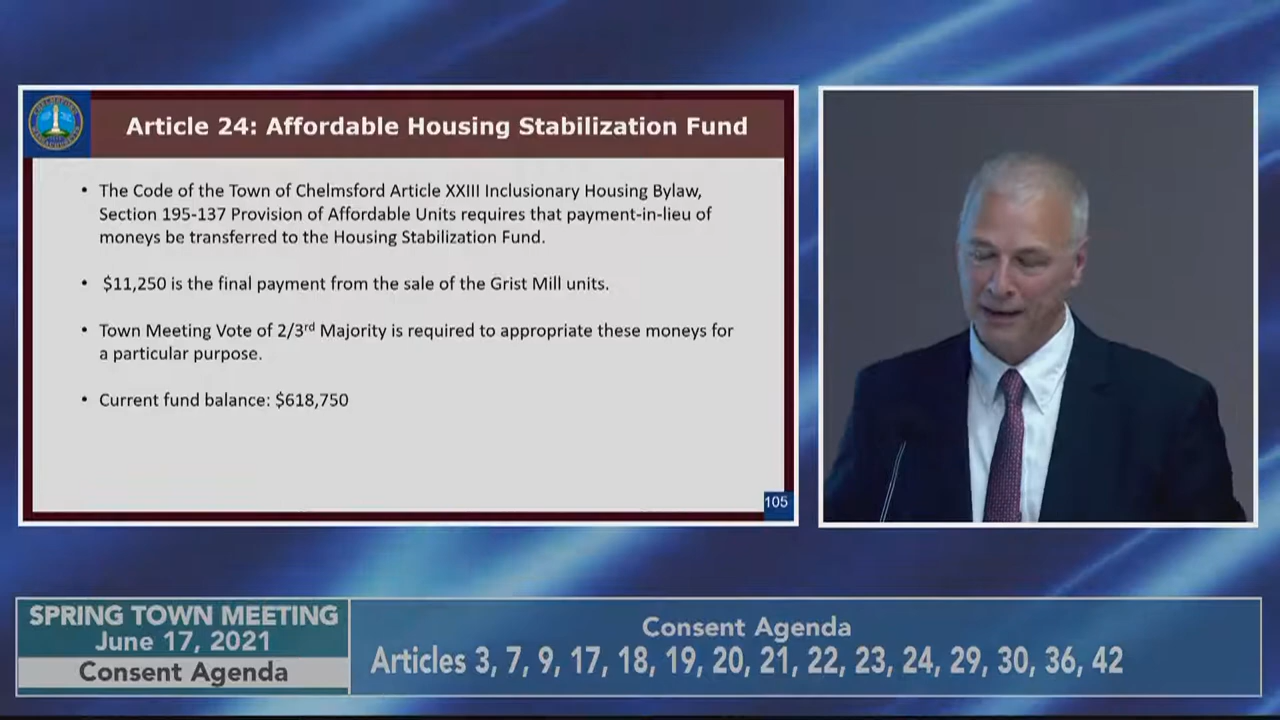 Article 24: Affordable Housing Stabilization Fund
• The Code of the Town of Chelmsford Article XXIII Inclusionary Housing Bylaw,
Section 195-137 Provision of Affordable Units requires that payment-in-lieu of
moneys be transferred to the Housing Stabilization Fund.
• $11,250 is the final payment from the sale of the Grist Mill units.
• Town Meeting Vote of 2/3rd Majority is required to appropriate these moneys for
a particular purpose.
• Current fund balance: $618,750
105
SPRING TOWN MEETING
June 17, 2021
Consent Agenda
Consent Agenda
Articles 3, 7, 9, 17, 18, 19, 20, 21, 22, 23, 24, 29, 30, 36, 42